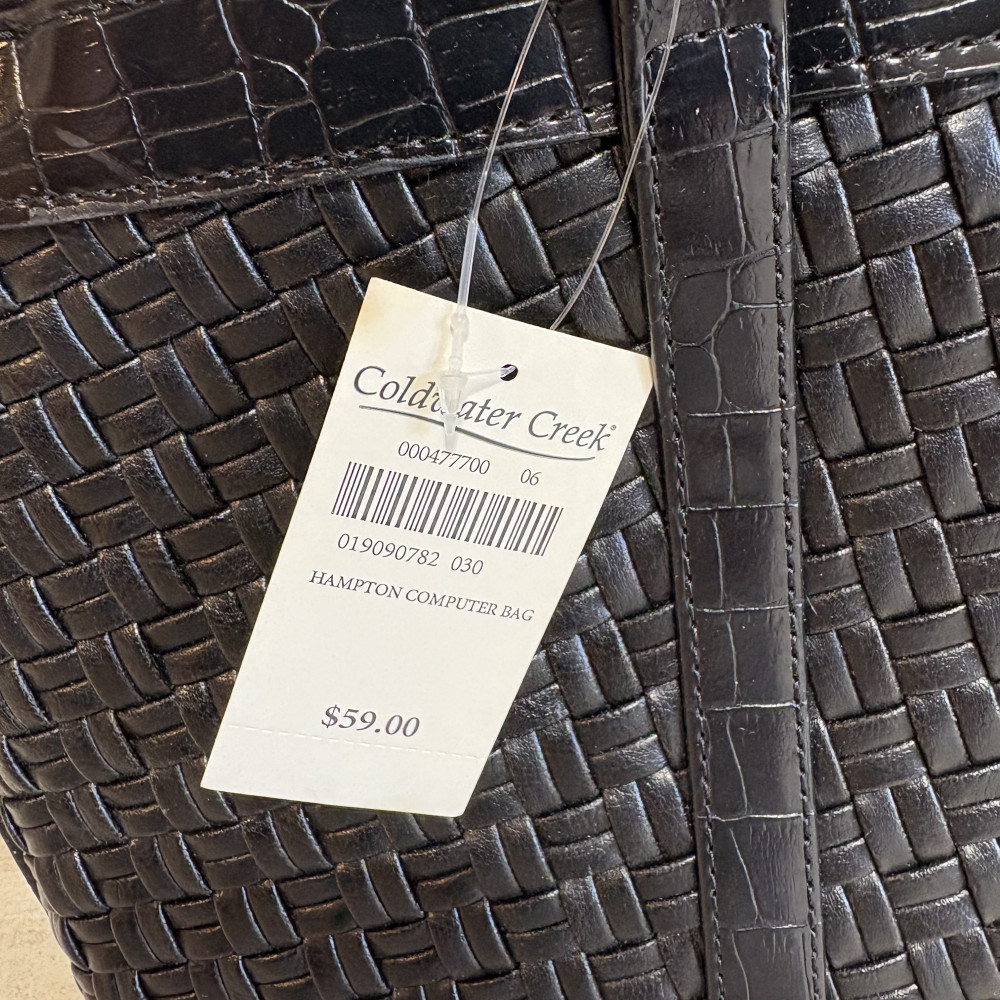 Coldwater Creek®
000477700 06
019090782 030
HAMPTON COMPUTER BAG
$59.00